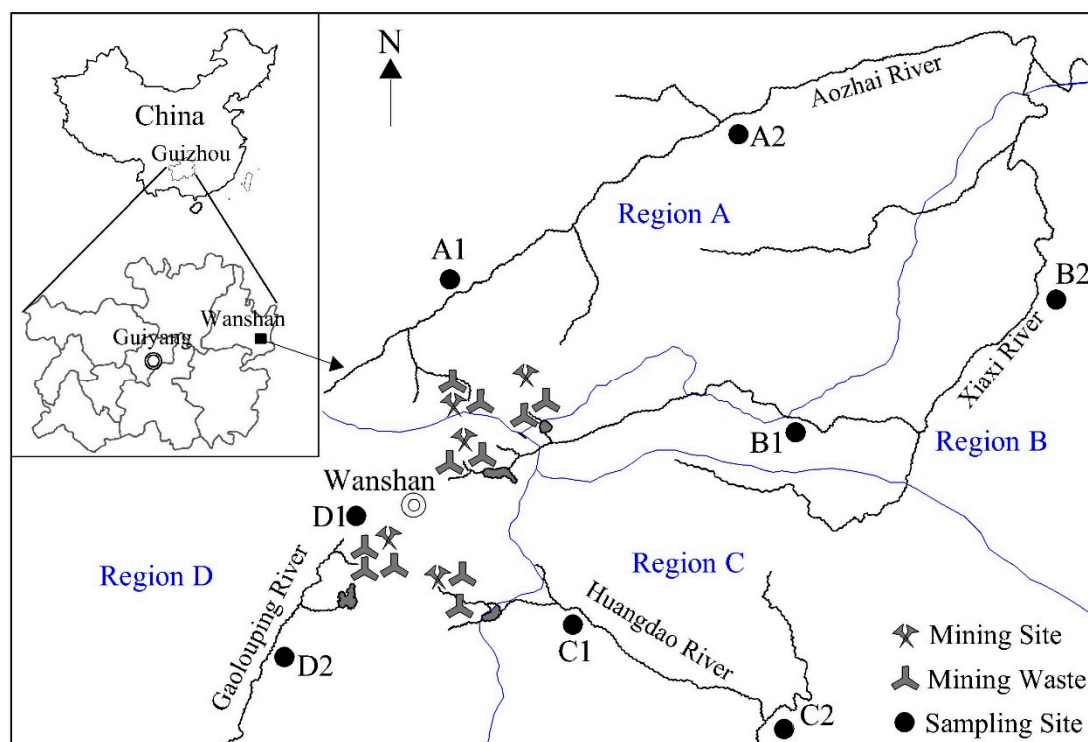 China
Guizhou
Guiyang
Wanshan
N
Aozhai River
A2
Region A
A1
B2
Xiaxi River
B1
Region B
Wanshan
D1
Region D
Region C
Gaolouping River
Huangdao River
D2
C1
C2
Mining Site
Mining Waste
Sampling Site